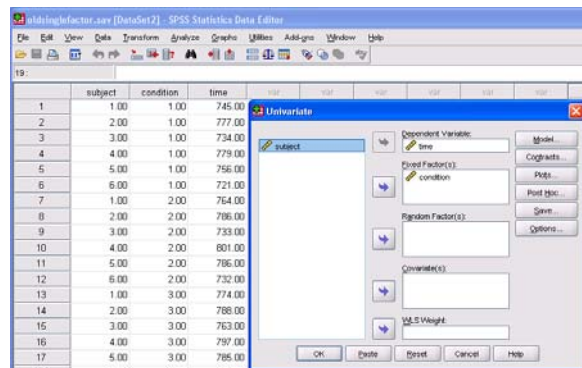 oldsinglefactor.sav [DataSet2] - SPSS Statistics Data Editor
File Edit View Data Transform Analyze Graphs Utilities Add-ons Window Help
19 :
subject condition time var var var var var var
1 1.00 1.00 745.00
2 2.00 1.00 777.00
3 3.00 1.00 734.00
4 4.00 1.00 779.00
5 5.00 1.00 756.00
6 6.00 1.00 721.00
7 1.00 2.00 764.00
8 2.00 2.00 786.00
9 3.00 2.00 733.00
10 4.00 2.00 801.00
11 5.00 2.00 786.00
12 6.00 2.00 732.00
13 1.00 3.00 774.00
14 2.00 3.00 788.00
15 3.00 3.00 763.00
16 4.00 3.00 797.00
17 5.00 3.00 785.00
Univariate
subject
Dependent Variable:
time
Fixed Factor(s):
condition
Random Factor(s):
Covariate(s):
WLS Weight:
Model...
Contrasts...
Plots...
Post Hoc...
Save...
Options...
OK Paste Reset Cancel Help